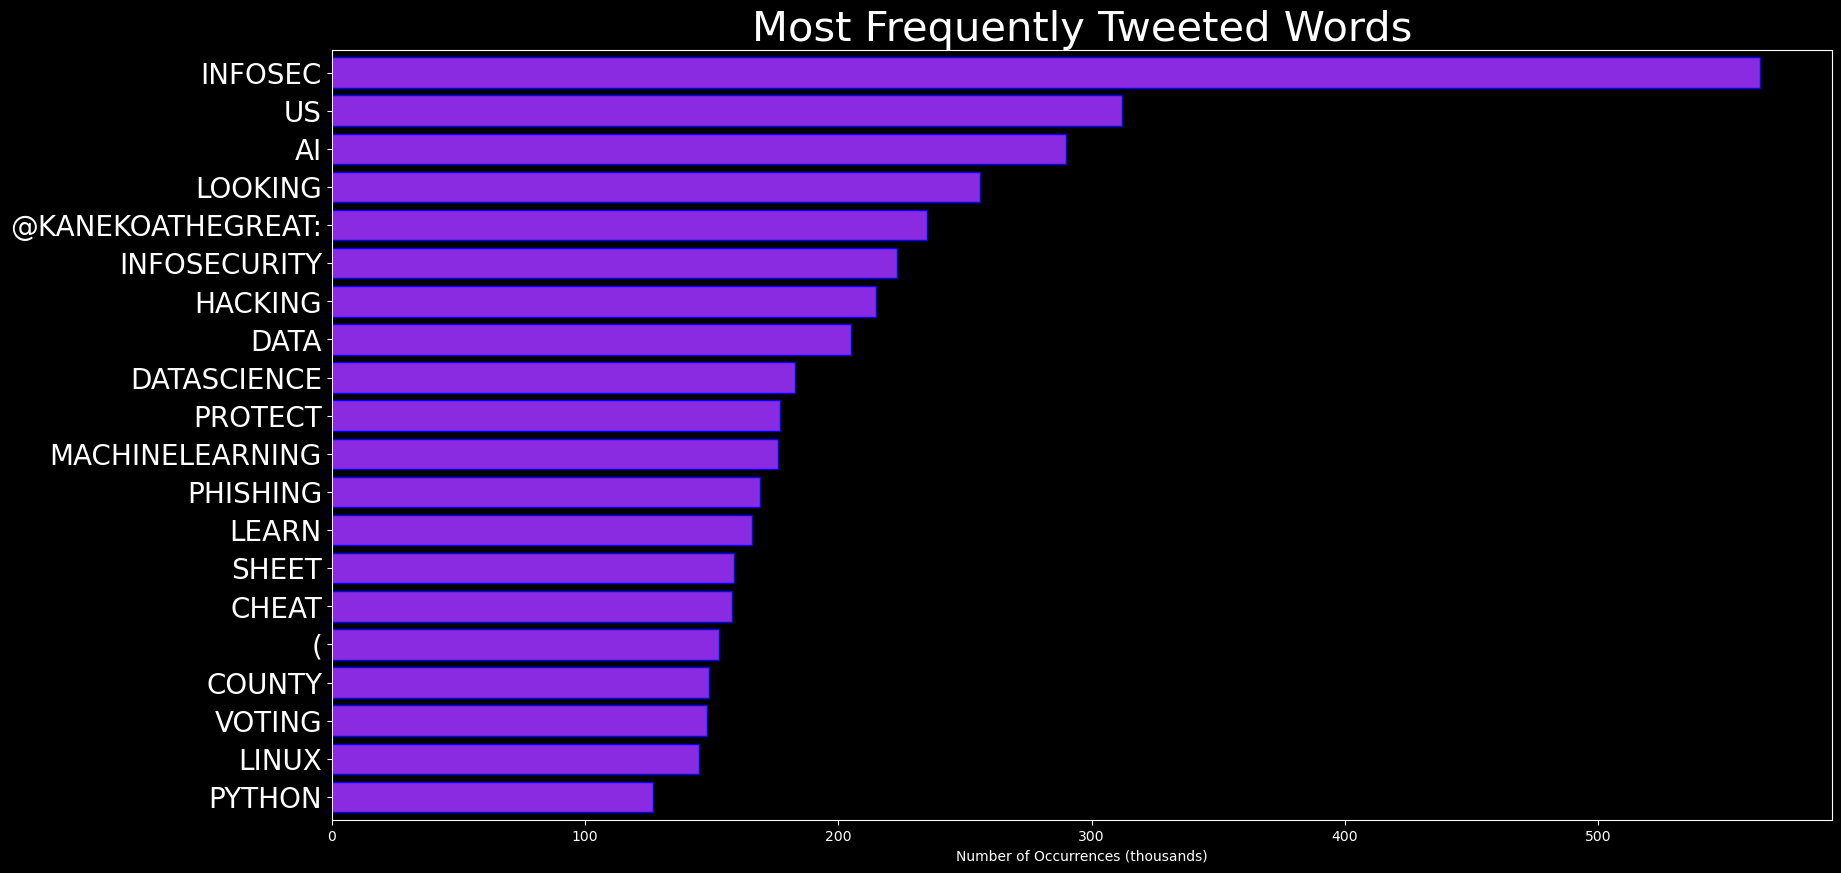 Most Frequently Tweeted Words
INFOSEC
US
AI
LOOKING
@KANEKOATHEGREAT:
INFOSECURITY
HACKING
DATA
DATASCIENCE
PROTECT
MACHINELEARNING
PHISHING
LEARN
SHEET
CHEAT
(
COUNTY
VOTING
LINUX
PYTHON
0 100 200 300 400 500
Number of Occurrences (thousands)